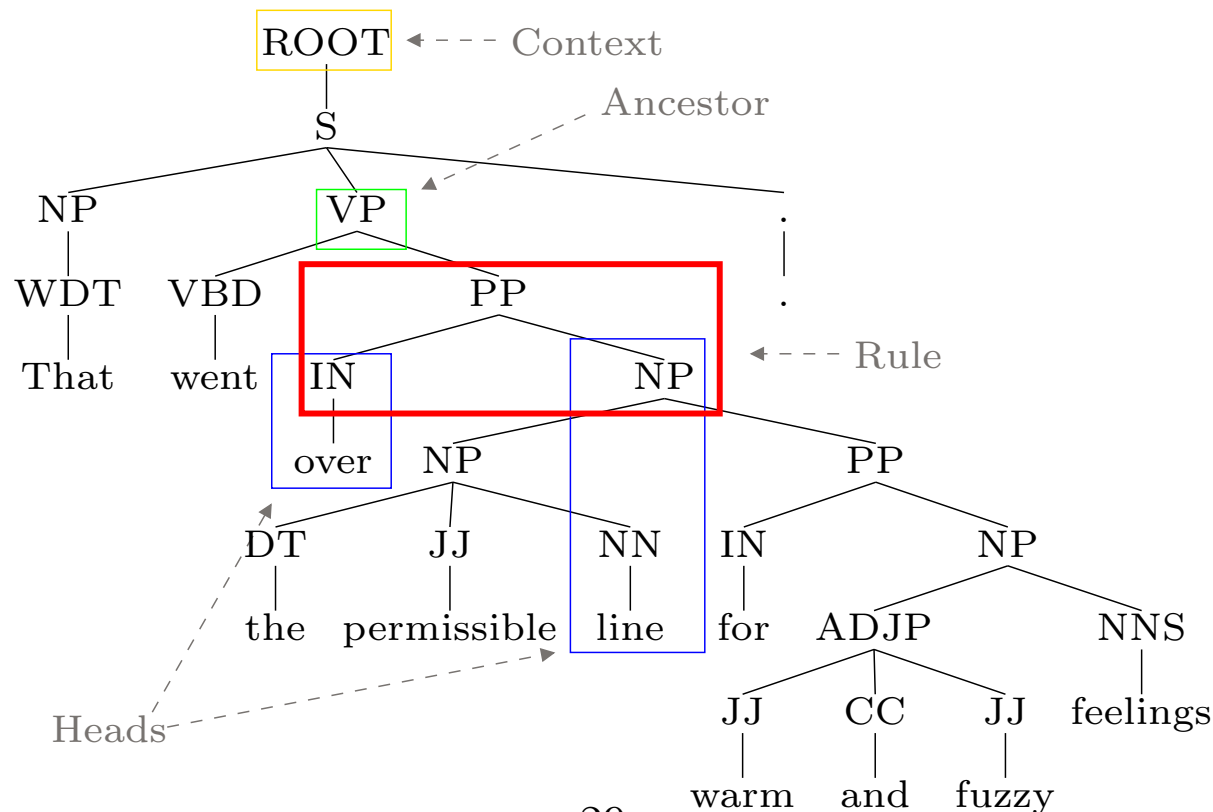 ROOT Context
Ancestor
S
NP VP .
WDT VBD PP .
That went IN NP Rule
over NP PP
DT JJ NN IN NP
the permissible line for ADJP NNS
Heads JJ CC JJ feelings
warm and fuzzy